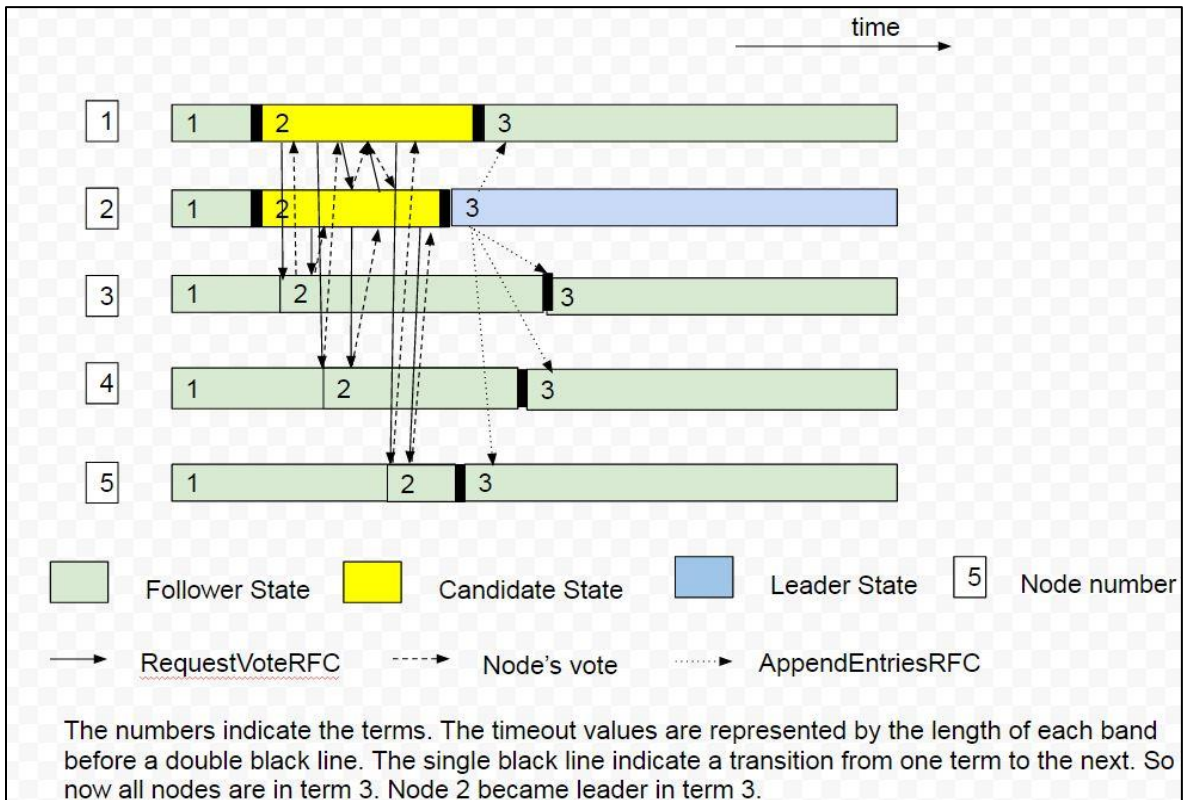 time
1 1 2 3
2 1 2 3
3 1 2 3
4 1 2 3
5 1 2 3
Follower State Candidate State Leader State 5 Node number
RequestVoteRFC Node's vote AppendEntriesRFC
The numbers indicate the terms. The timeout values are represented by the length of each band
before a double black line. The single black line indicate a transition from one term to the next. So
now all nodes are in term 3. Node 2 became leader in term 3.